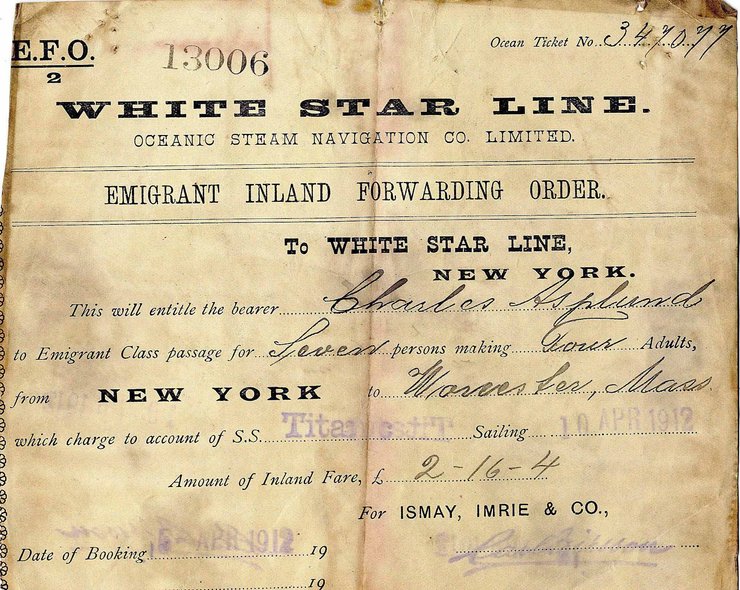 E.F.O. 13006 Ocean Ticket No. 347077
2
WHITE STAR LINE.
OCEANIC STEAM NAVIGATION CO. LIMITED.
EMIGRANT INLAND FORWARDING ORDER.
To WHITE STAR LINE,
NEW YORK.
This will entitle the bearer Charles Asplund
to Emigrant Class passage for Seven persons making Four Adults,
from NEW YORK to Worcester, Mass
which charge to account of S.S. Titanic Sailing 10 APR 1912
Amount of Inland Fare, £ 2-16-4
For ISMAY, IMRIE & CO.,
Date of Booking APR 1912 19
19